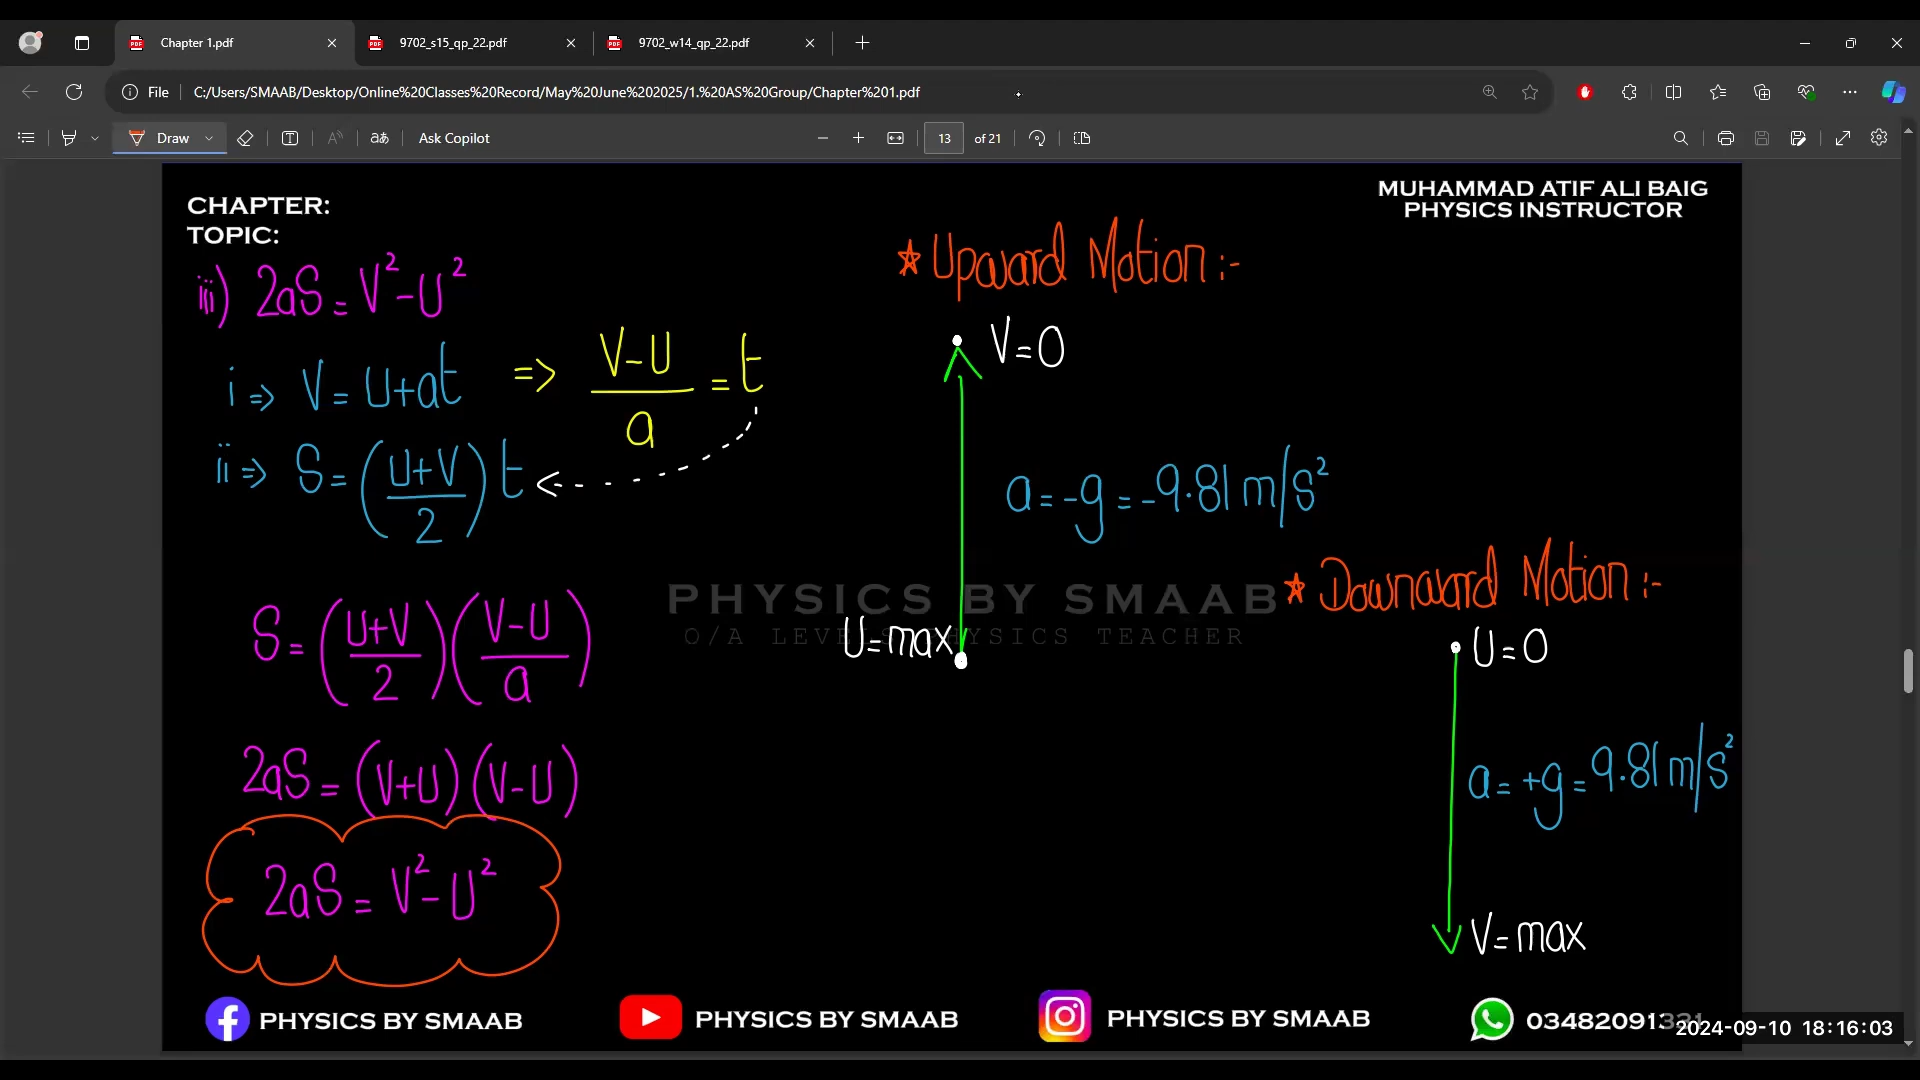 Chapter 1.pdf
9702_s15_qp_22.pdf
9702_w14_qp_22.pdf
File
C:/Users/SMAAB/Desktop/Online%20Classes%20Record/May%20June%202025/1.%20AS%20Group/Chapter%201.pdf
Draw
Ask Copilot
13 of 21
CHAPTER:
TOPIC:
MUHAMMAD ATIF ALI BAIG
PHYSICS INSTRUCTOR
iii) 2aS = V² - U²
i => V = U + at => (V - U)/a = t
ii => S = ((U + V)/2) t
S = ((U + V)/2) ((V - U)/a)
2aS = (V + U)(V - U)
2aS = V² - U²
☆ Upward Motion :-
V = 0
a = -g = -9.81 m/s²
U = max
PHYSICS BY SMAAB
O/A LEVELS PHYSICS TEACHER
☆ Downward Motion :-
U = 0
a = +g = 9.81 m/s²
V = max
PHYSICS BY SMAAB
PHYSICS BY SMAAB
PHYSICS BY SMAAB
2024-09-10 18:16:03